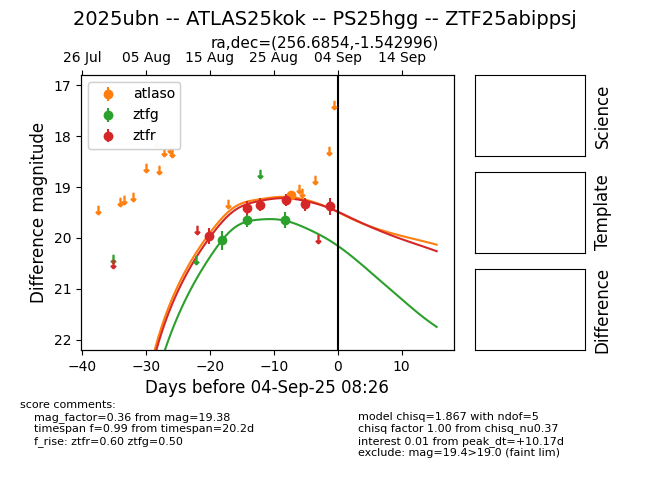 2025ubn -- ATLAS25kok -- PS25hgg -- ZTF25abippsj
ra,dec=(256.6854,-1.542996)
26 Jul 05 Aug 15 Aug 25 Aug 04 Sep 14 Sep
atlaso
ztfg
ztfr
17
18
19
20
21
22
Difference magnitude
−40 −30 −20 −10 0 10
Days before 04-Sep-25 08:26
Science
Template
Difference
score comments:
mag_factor=0.36 from mag=19.38
timespan f=0.99 from timespan=20.2d
f_rise: ztfr=0.60 ztfg=0.50
model chisq=1.867 with ndof=5
chisq factor 1.00 from chisq_nu0.37
interest 0.01 from peak_dt=+10.17d
exclude: mag=19.4>19.0 (faint lim)